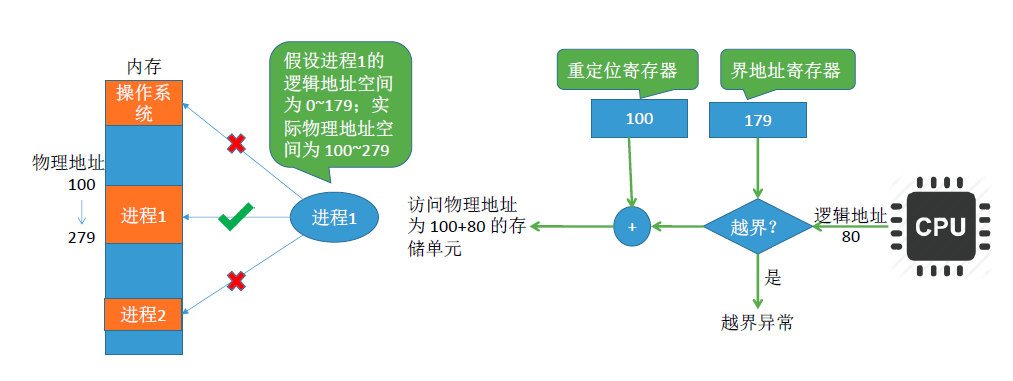 内存
操作系
统
物理地址
100
279
进程1
进程2
假设进程1的
逻辑地址空间
为 0~179；实
际物理地址空
间为 100~279
进程1
重定位寄存器
界地址寄存器
100
179
访问物理地址
为 100+80 的存
储单元
+
越界？
逻辑地址
80
CPU
是
越界异常